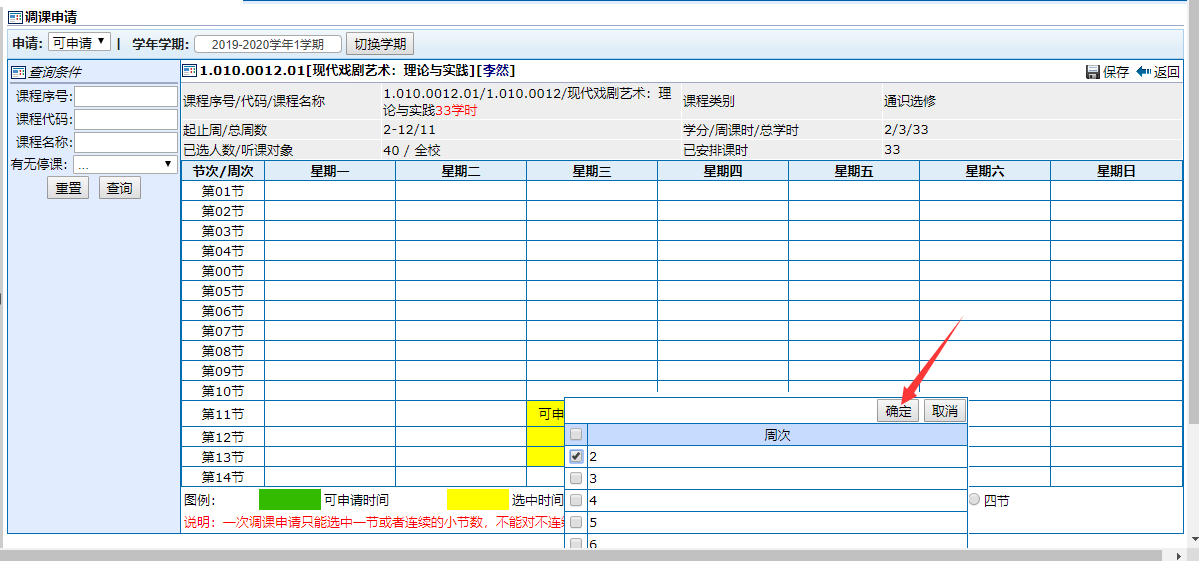 调课申请
申请: 可申请 | 学年学期: 2019-2020学年1学期 切换学期
查询条件
课程序号:
课程代码:
课程名称:
有无停课: ...
重置 查询
1.010.0012.01[现代戏剧艺术：理论与实践][李然] 保存 返回
课程序号/代码/课程名称 1.010.0012.01/1.010.0012/现代戏剧艺术：理 课程类别 通识选修
论与实践33学时
起止周/总周数 2-12/11 学分/周课时/总学时 2/3/33
已选人数/听课对象 40 / 全校 已安排课时 33
节次/周次 星期一 星期二 星期三 星期四 星期五 星期六 星期日
第01节
第02节
第03节
第04节
第00节
第05节
第06节
第07节
第08节
第09节
第10节
第11节 可申
第12节
第13节
第14节
确定 取消
周次
2
3
4
5
6
图例： 可申请时间 选中时间 四节
说明：一次调课申请只能选中一节或者连续的小节数，不能对不连